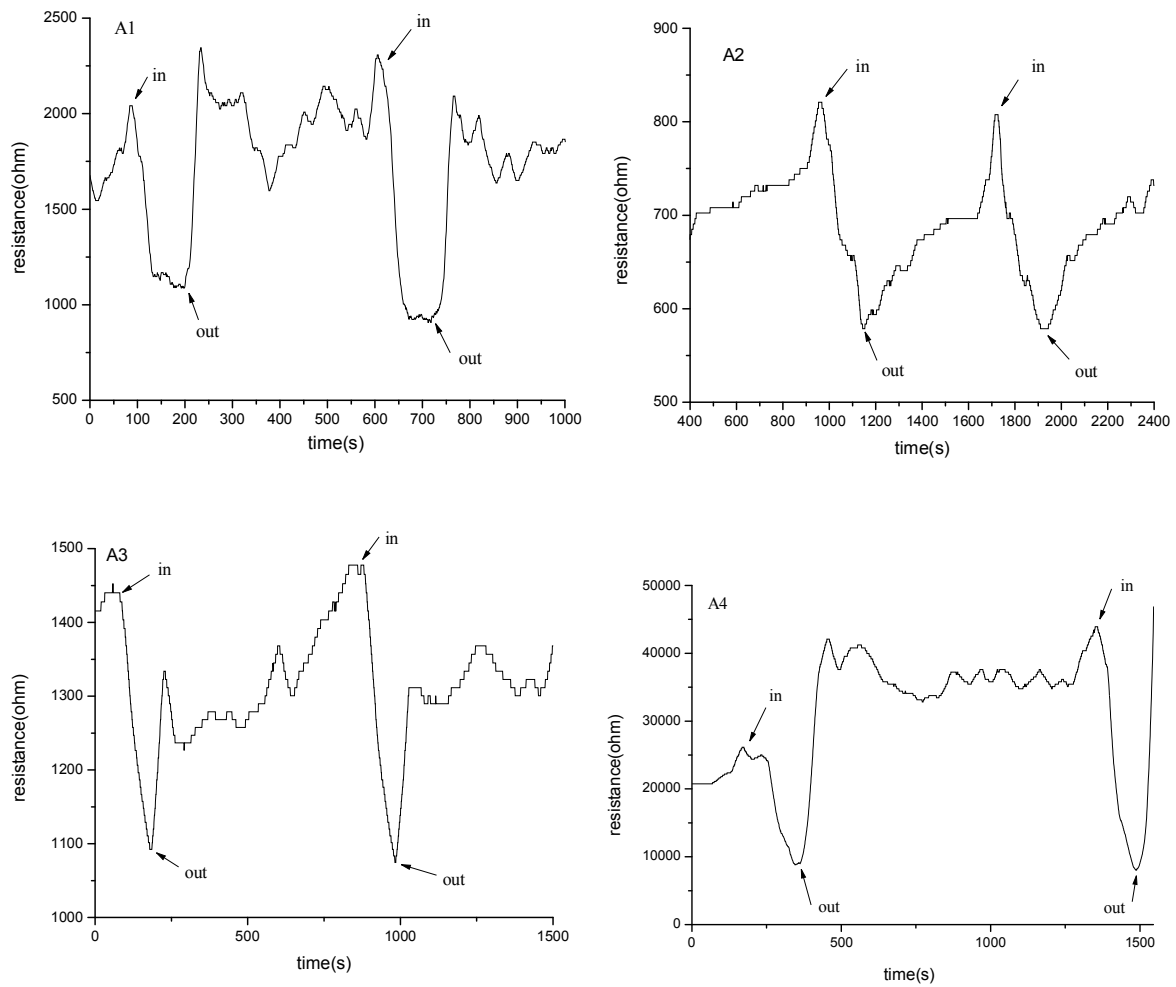 A1
in
in
out
out
2500
2000
1500
1000
500
0 100 200 300 400 500 600 700 800 900 1000
resistance(ohm)
time(s)
A2
in
in
out
out
900
800
700
600
500
400 600 800 1000 1200 1400 1600 1800 2000 2200 2400
resistance(ohm)
time(s)
A3
in
in
out
out
1500
1400
1300
1200
1100
1000
0 500 1000 1500
resistance(ohm)
time(s)
A4
in
in
out
out
50000
40000
30000
20000
10000
0
0 500 1000 1500
resistance(ohm)
time(s)